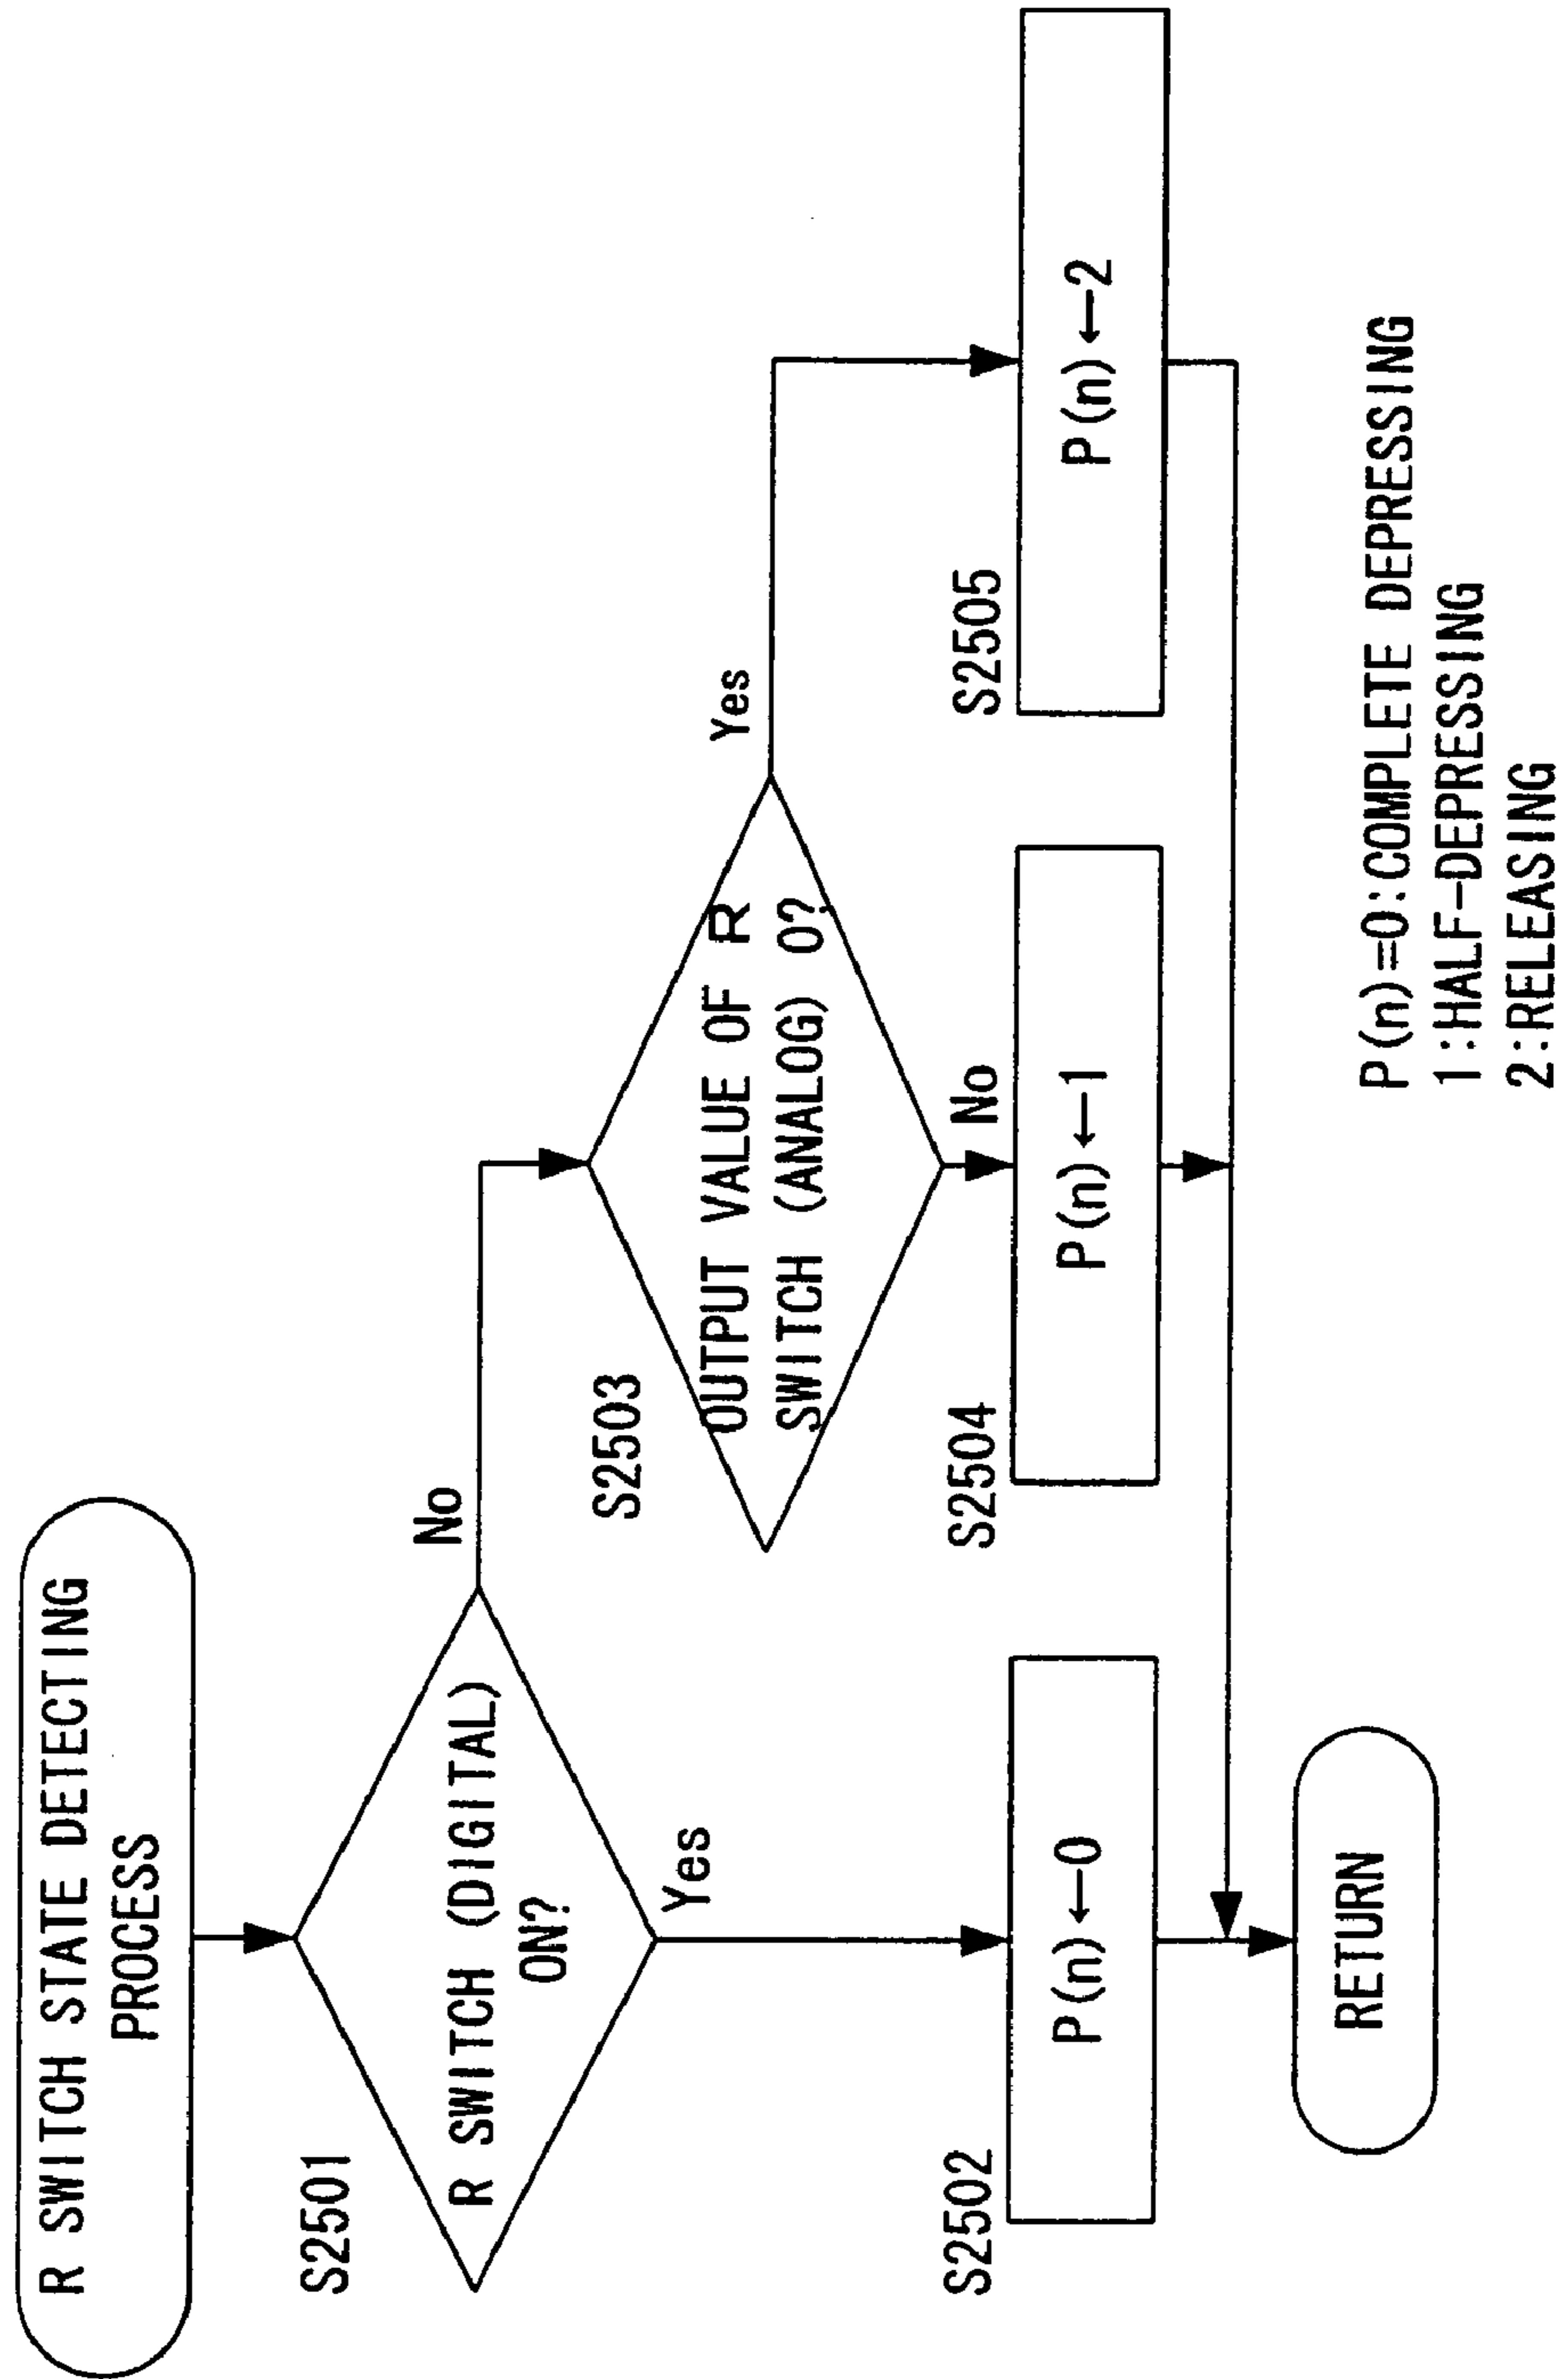 R SWITCH STATE DETECTING
PROCESS
S2501
R SWITCH (DIGITAL)
ON?
No
Yes
S2503
OUTPUT VALUE OF R
SWITCH (ANALOG) 0?
Yes
No
S2502
P(n)←0
S2504
P(n)←1
S2505
P(n)←2
RETURN
P(n)=0:COMPLETE DEPRESSING
1:HALF-DEPRESSING
2:RELEASING